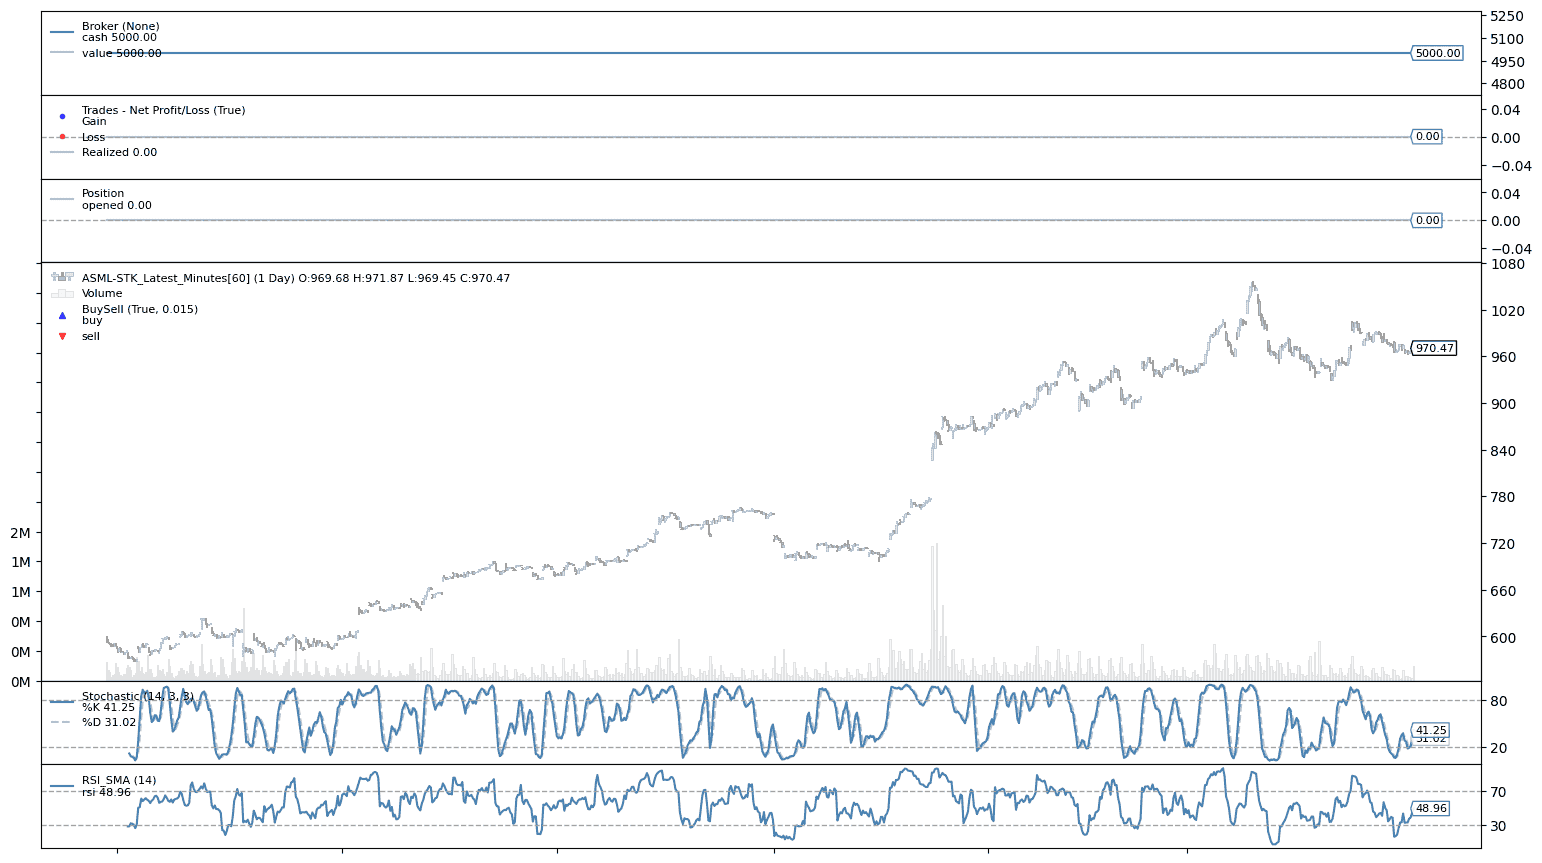 Broker (None)
cash 5000.00
value 5000.00
5000.00
5250
5100
4950
4800
Trades - Net Profit/Loss (True)
Gain
Loss
Realized 0.00
0.00
0.04
0.00
−0.04
Position
opened 0.00
0.00
0.04
0.00
−0.04
ASML-STK_Latest_Minutes[60] (1 Day) O:969.68 H:971.87 L:969.45 C:970.47
Volume
BuySell (True, 0.015)
buy
sell
970.47
1080
1020
960
900
840
780
720
660
600
2M
1M
1M
0M
0M
0M
Stochastic (14, 3, 3)
%K 41.25
%D 31.02
41.25
31.02
80
20
RSI_SMA (14)
rsi 48.96
48.96
70
30